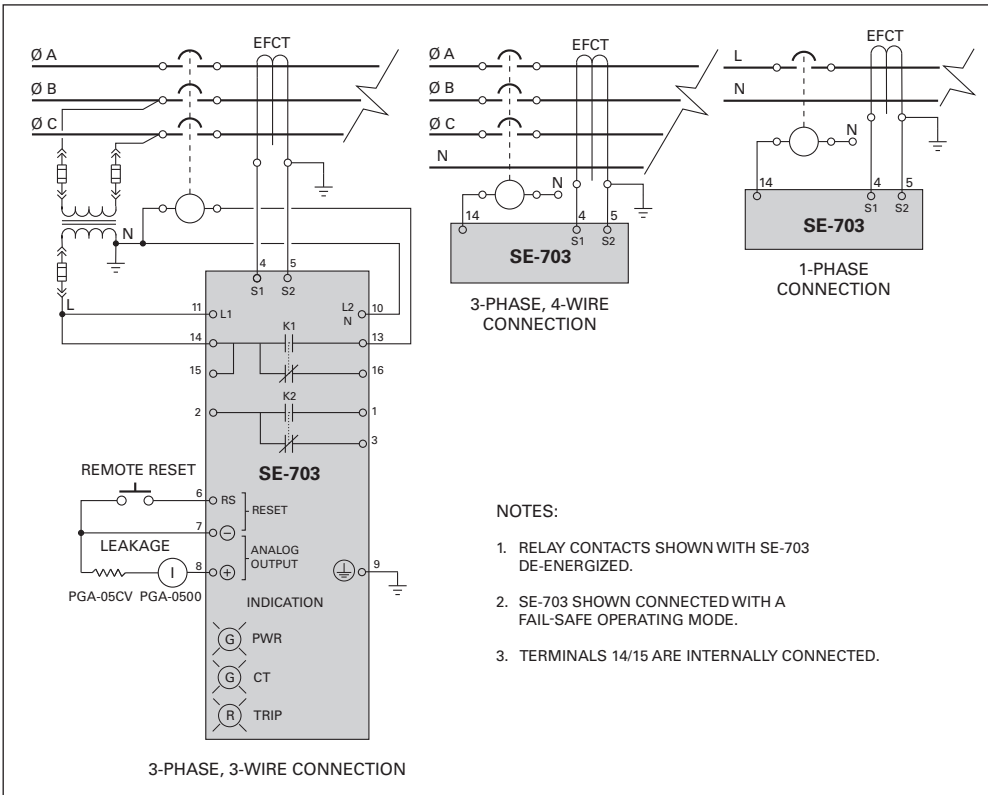 EFCT
Ø A
Ø B
Ø C
N
L
4
5
S1
S2
11
L1
L2
N
10
14
K1
13
15
16
K2
2
1
3
SE-703
REMOTE RESET
6
RS
RESET
7
−
LEAKAGE
ANALOG
OUTPUT
I
8
+
9
PGA-05CV
PGA-0500
INDICATION
G
PWR
G
CT
R
TRIP
3-PHASE, 3-WIRE CONNECTION
EFCT
Ø A
Ø B
Ø C
N
N
14
4
5
S1
S2
SE-703
3-PHASE, 4-WIRE
CONNECTION
EFCT
L
N
N
14
4
5
S1
S2
SE-703
1-PHASE
CONNECTION
NOTES:
1. RELAY CONTACTS SHOWN WITH SE-703
DE-ENERGIZED.
2. SE-703 SHOWN CONNECTED WITH A
FAIL-SAFE OPERATING MODE.
3. TERMINALS 14/15 ARE INTERNALLY CONNECTED.